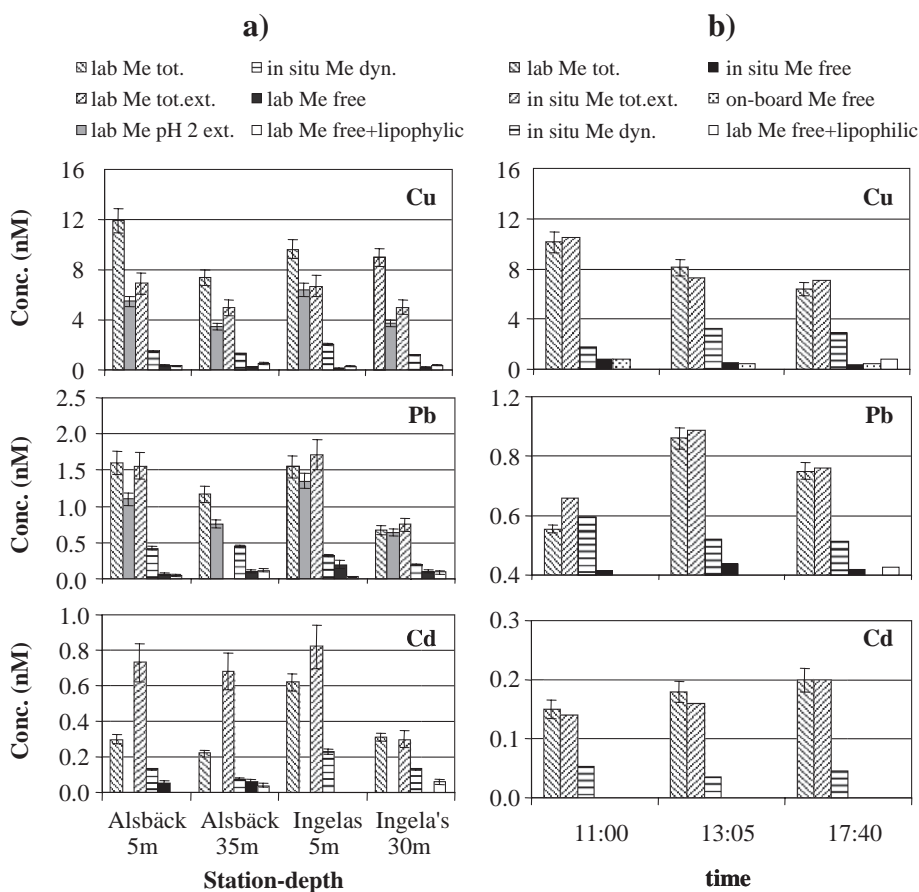 a)
lab Me tot.
in situ Me dyn.
lab Me tot.ext.
lab Me free
lab Me pH 2 ext.
lab Me free+lipophylic
b)
lab Me tot.
in situ Me free
in situ Me tot.ext.
on-board Me free
in situ Me dyn.
lab Me free+lipophilic
Conc. (nM)
16
12
8
4
0
Cu
Conc. (nM)
2.5
2.0
1.5
1.0
0.5
0.0
Pb
Conc. (nM)
1.0
0.8
0.6
0.4
0.2
0.0
Cd
Alsbäck 5m
Alsbäck 35m
Ingelas 5m
Ingela's 30m
Station-depth
16
12
8
4
0
Cu
1.2
0.8
0.6
0.4
Pb
0.3
0.2
0.1
0.0
Cd
11:00
13:05
17:40
time